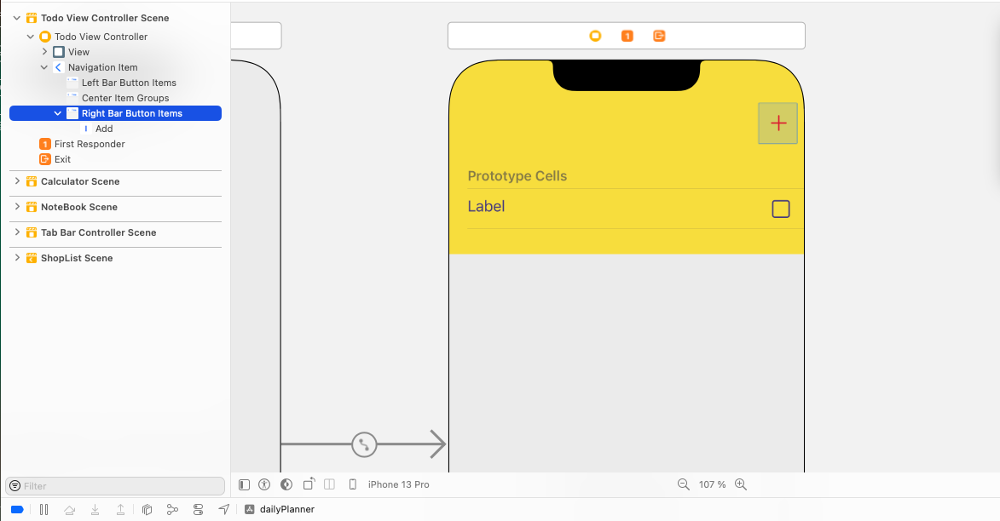 Todo View Controller Scene
Todo View Controller
View
Navigation Item
Left Bar Button Items
Center Item Groups
Right Bar Button Items
Add
1 First Responder
Exit
Calculator Scene
NoteBook Scene
Tab Bar Controller Scene
ShopList Scene
Filter
1
Prototype Cells
Label
iPhone 13 Pro
107 %
dailyPlanner